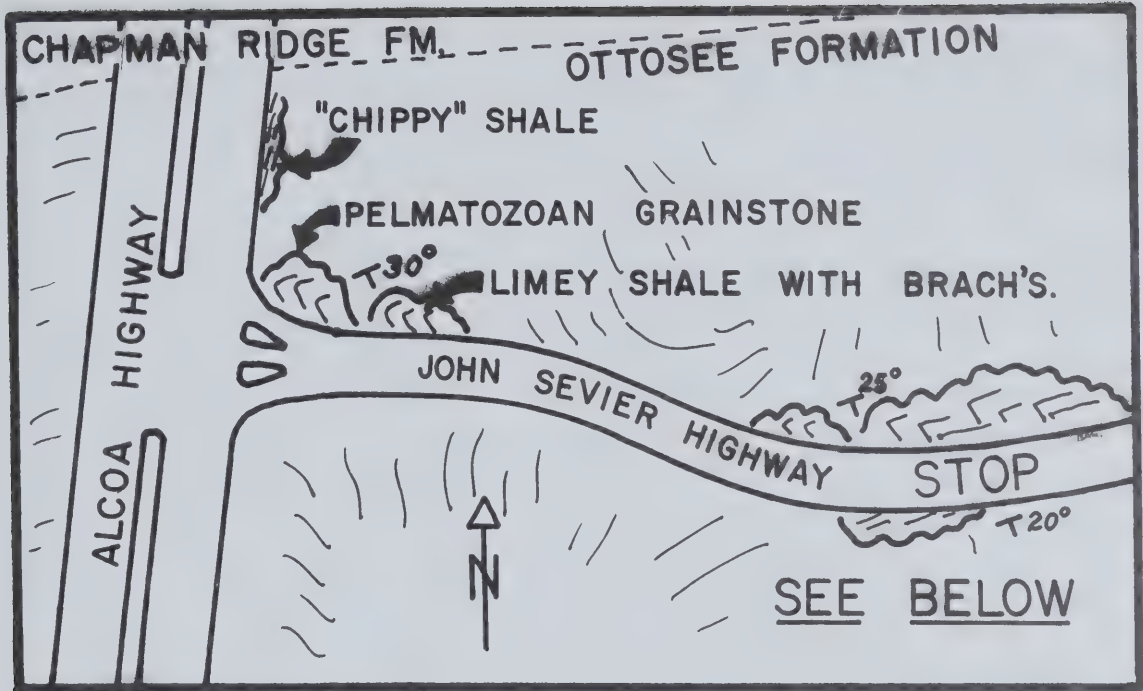 CHAPMAN RIDGE FM.
OTTOSEE FORMATION
"CHIPPY" SHALE
PELMATOZOAN GRAINSTONE
30°
LIMEY SHALE WITH BRACH'S.
ALCOA HIGHWAY
JOHN SEVIER HIGHWAY
25°
STOP
20°
N
SEE BELOW